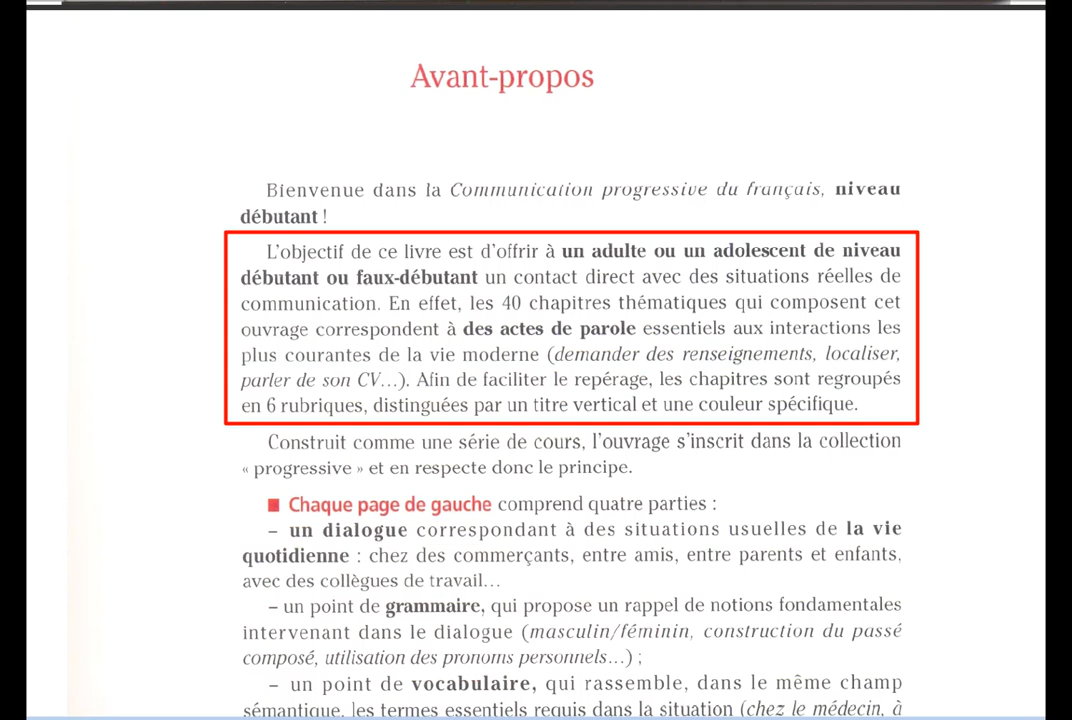 Avant-propos
Bienvenue dans la Communication progressive du français, niveau
débutant !
L'objectif de ce livre est d'offrir à un adulte ou un adolescent de niveau
débutant ou faux-débutant un contact direct avec des situations réelles de
communication. En effet, les 40 chapitres thématiques qui composent cet
ouvrage correspondent à des actes de parole essentiels aux interactions les
plus courantes de la vie moderne (demander des renseignements, localiser,
parler de son CV...). Afin de faciliter le repérage, les chapitres sont regroupés
en 6 rubriques, distinguées par un titre vertical et une couleur spécifique.
Construit comme une série de cours, l'ouvrage s'inscrit dans la collection
« progressive » et en respecte donc le principe.
■ Chaque page de gauche comprend quatre parties :
– un dialogue correspondant à des situations usuelles de la vie
quotidienne : chez des commerçants, entre amis, entre parents et enfants,
avec des collègues de travail...
– un point de grammaire, qui propose un rappel de notions fondamentales
intervenant dans le dialogue (masculin/féminin, construction du passé
composé, utilisation des pronoms personnels...) ;
– un point de vocabulaire, qui rassemble, dans le même champ
sémantique, les termes essentiels requis dans la situation (chez le médecin, à